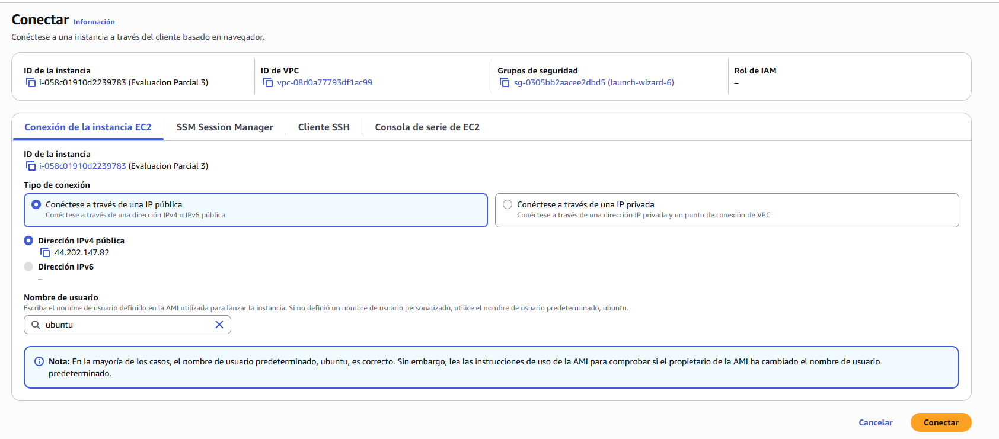 Conectar Información
Conéctese a una instancia a través del cliente basado en navegador.
ID de la instancia
i-058c01910d2239783 (Evaluacion Parcial 3)
ID de VPC
vpc-08d0a77793df1ac99
Grupos de seguridad
sg-0305bb2aacee2dbd5 (launch-wizard-6)
Rol de IAM
–
Conexión de la instancia EC2
SSM Session Manager
Cliente SSH
Consola de serie de EC2
ID de la instancia
i-058c01910d2239783 (Evaluacion Parcial 3)
Tipo de conexión
Conéctese a través de una IP pública
Conéctese a través de una dirección IPv4 o IPv6 pública
Conéctese a través de una IP privada
Conéctese a través de una dirección IP privada y un punto de conexión de VPC
Dirección IPv4 pública
44.202.147.82
Dirección IPv6
–
Nombre de usuario
Escriba el nombre de usuario definido en la AMI utilizada para lanzar la instancia. Si no definió un nombre de usuario personalizado, utilice el nombre de usuario predeterminado, ubuntu.
ubuntu
Nota: En la mayoría de los casos, el nombre de usuario predeterminado, ubuntu, es correcto. Sin embargo, lea las instrucciones de uso de la AMI para comprobar si el propietario de la AMI ha cambiado el nombre de usuario
predeterminado.
Cancelar
Conectar